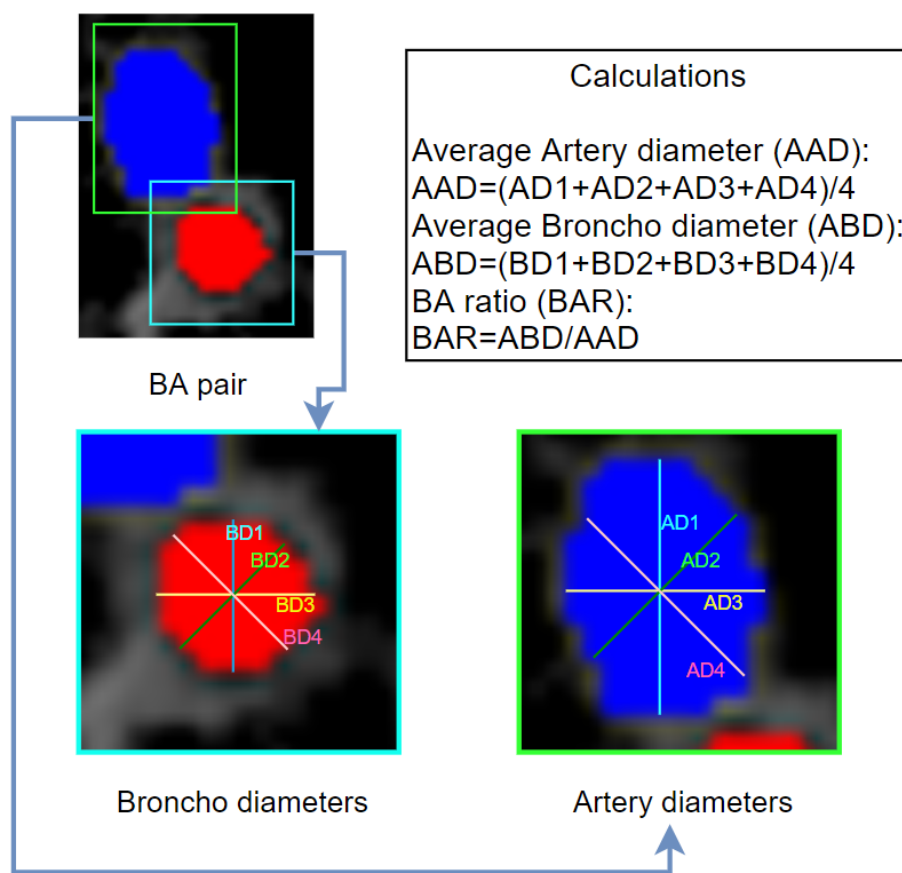 Calculations
Average Artery diameter (AAD):
AAD=(AD1+AD2+AD3+AD4)/4
Average Broncho diameter (ABD):
ABD=(BD1+BD2+BD3+BD4)/4
BA ratio (BAR):
BAR=ABD/AAD
BA pair
BD1
BD2
BD3
BD4
AD1
AD2
AD3
AD4
Broncho diameters
Artery diameters